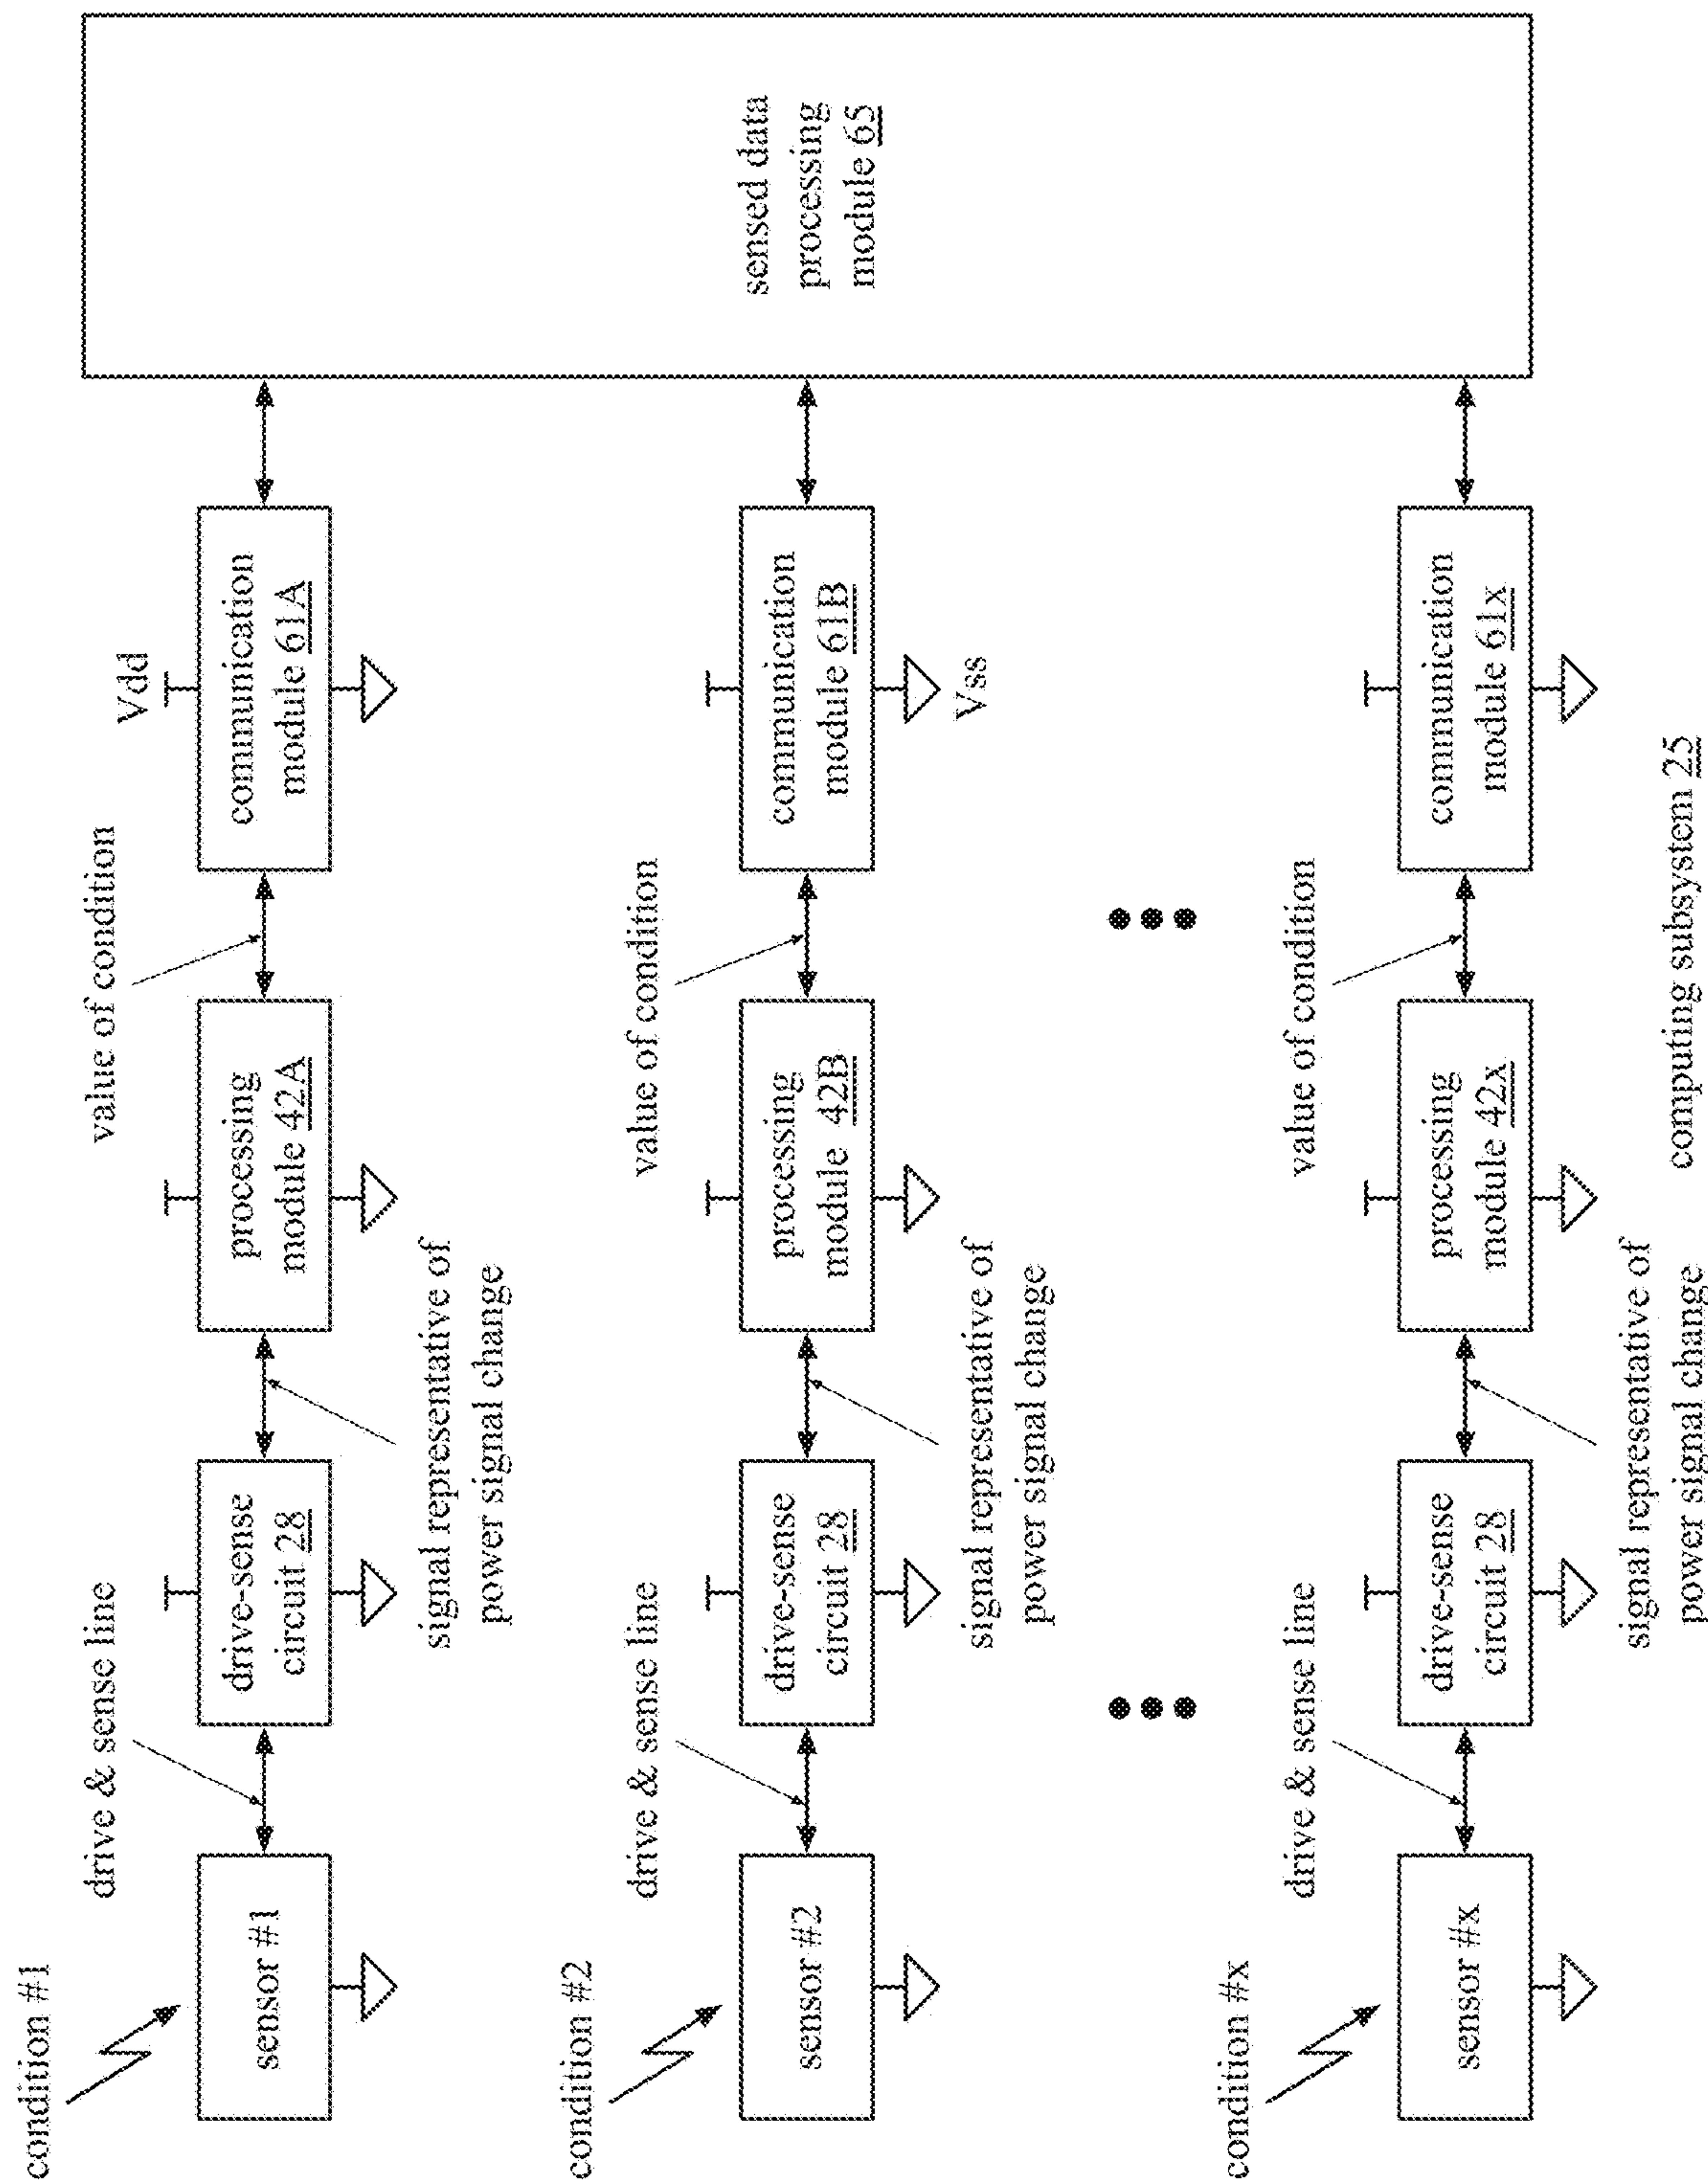 condition #1
drive & sense line
value of condition
Vdd
sensor #1
drive-sense
circuit 28
processing
module 42A
communication
module 61A
signal representative of
power signal change
condition #2
drive & sense line
value of condition
sensor #2
drive-sense
circuit 28
processing
module 42B
communication
module 61B
Vss
signal representative of
power signal change
sensed data
processing
module 65
condition #x
drive & sense line
value of condition
sensor #x
drive-sense
circuit 28
processing
module 42x
communication
module 61x
signal representative of
power signal change
computing subsystem 25